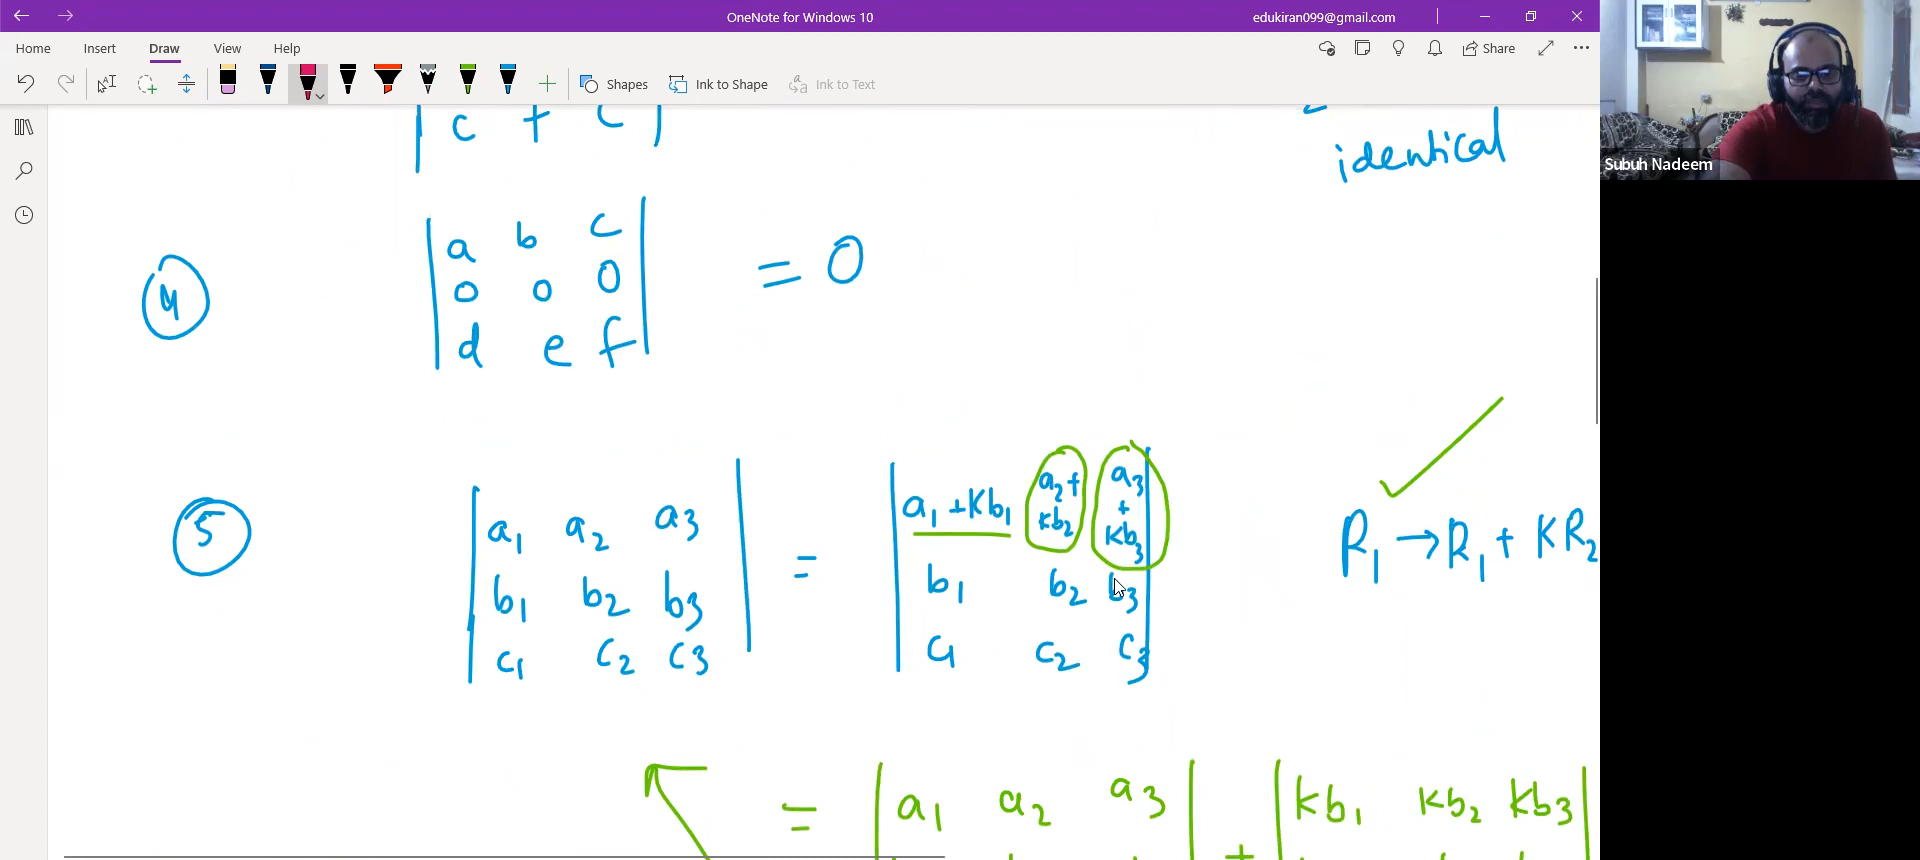 OneNote for Windows 10
edukiran099@gmail.com
Home Insert Draw View Help
Share
Shapes Ink to Shape Ink to Text
Subuh Nadeem
c f c
identical
4
a b c
0 0 0
d e f
= 0
5
a1 a2 a3
b1 b2 b3
c1 c2 c3
=
a1 + Kb1 a2 + Kb2 a3 + Kb3
b1 b2 b3
c1 c2 c3
R1 → R1 + KR2
= a1 a2 a3 + Kb1 Kb2 Kb3